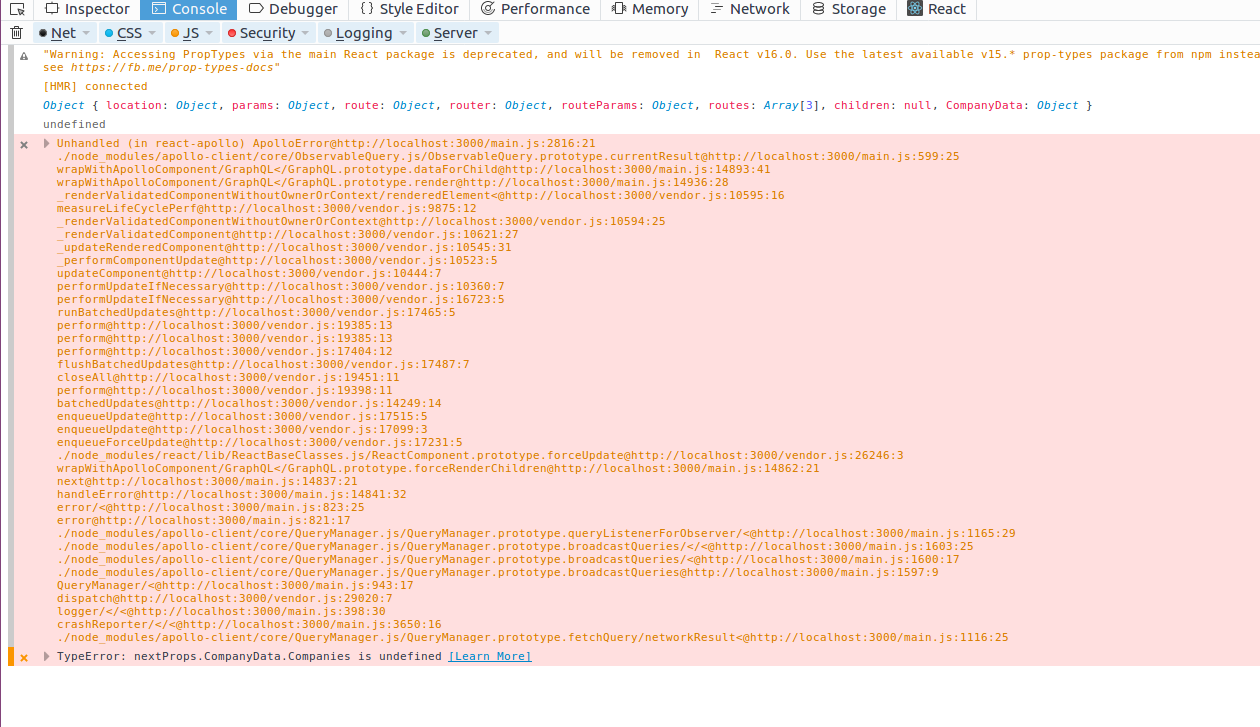 Inspector Console Debugger { } Style Editor Performance Memory Network Storage React
Net CSS JS Security Logging Server
"Warning: Accessing PropTypes via the main React package is deprecated, and will be removed in  React v16.0. Use the latest available v15.* prop-types package from npm instea
see https://fb.me/prop-types-docs"
[HMR] connected
Object { location: Object, params: Object, route: Object, router: Object, routeParams: Object, routes: Array[3], children: null, CompanyData: Object }
undefined
Unhandled (in react-apollo) ApolloError@http://localhost:3000/main.js:2816:21
./node_modules/apollo-client/core/ObservableQuery.js/ObservableQuery.prototype.currentResult@http://localhost:3000/main.js:599:25
wrapWithApolloComponent/GraphQL</GraphQL.prototype.dataForChild@http://localhost:3000/main.js:14893:41
wrapWithApolloComponent/GraphQL</GraphQL.prototype.render@http://localhost:3000/main.js:14936:28
_renderValidatedComponentWithoutOwnerOrContext/renderedElement<@http://localhost:3000/vendor.js:10595:16
measureLifeCyclePerf@http://localhost:3000/vendor.js:9875:12
_renderValidatedComponentWithoutOwnerOrContext@http://localhost:3000/vendor.js:10594:25
_renderValidatedComponent@http://localhost:3000/vendor.js:10621:27
_updateRenderedComponent@http://localhost:3000/vendor.js:10545:31
_performComponentUpdate@http://localhost:3000/vendor.js:10523:5
updateComponent@http://localhost:3000/vendor.js:10444:7
performUpdateIfNecessary@http://localhost:3000/vendor.js:10360:7
performUpdateIfNecessary@http://localhost:3000/vendor.js:16723:5
runBatchedUpdates@http://localhost:3000/vendor.js:17465:5
perform@http://localhost:3000/vendor.js:19385:13
perform@http://localhost:3000/vendor.js:19385:13
perform@http://localhost:3000/vendor.js:17404:12
flushBatchedUpdates@http://localhost:3000/vendor.js:17487:7
closeAll@http://localhost:3000/vendor.js:19451:11
perform@http://localhost:3000/vendor.js:19398:11
batchedUpdates@http://localhost:3000/vendor.js:14249:14
enqueueUpdate@http://localhost:3000/vendor.js:17515:5
enqueueUpdate@http://localhost:3000/vendor.js:17099:3
enqueueForceUpdate@http://localhost:3000/vendor.js:17231:5
./node_modules/react/lib/ReactBaseClasses.js/ReactComponent.prototype.forceUpdate@http://localhost:3000/vendor.js:26246:3
wrapWithApolloComponent/GraphQL</GraphQL.prototype.forceRenderChildren@http://localhost:3000/main.js:14862:21
next@http://localhost:3000/main.js:14837:21
handleError@http://localhost:3000/main.js:14841:32
error/<@http://localhost:3000/main.js:823:25
error@http://localhost:3000/main.js:821:17
./node_modules/apollo-client/core/QueryManager.js/QueryManager.prototype.queryListenerForObserver/<@http://localhost:3000/main.js:1165:29
./node_modules/apollo-client/core/QueryManager.js/QueryManager.prototype.broadcastQueries/</<@http://localhost:3000/main.js:1603:25
./node_modules/apollo-client/core/QueryManager.js/QueryManager.prototype.broadcastQueries/<@http://localhost:3000/main.js:1600:17
./node_modules/apollo-client/core/QueryManager.js/QueryManager.prototype.broadcastQueries@http://localhost:3000/main.js:1597:9
QueryManager/<@http://localhost:3000/main.js:943:17
dispatch@http://localhost:3000/vendor.js:29020:7
logger/</<@http://localhost:3000/main.js:398:30
crashReporter/</<@http://localhost:3000/main.js:3650:16
./node_modules/apollo-client/core/QueryManager.js/QueryManager.prototype.fetchQuery/networkResult<@http://localhost:3000/main.js:1116:25
TypeError: nextProps.CompanyData.Companies is undefined [Learn More]